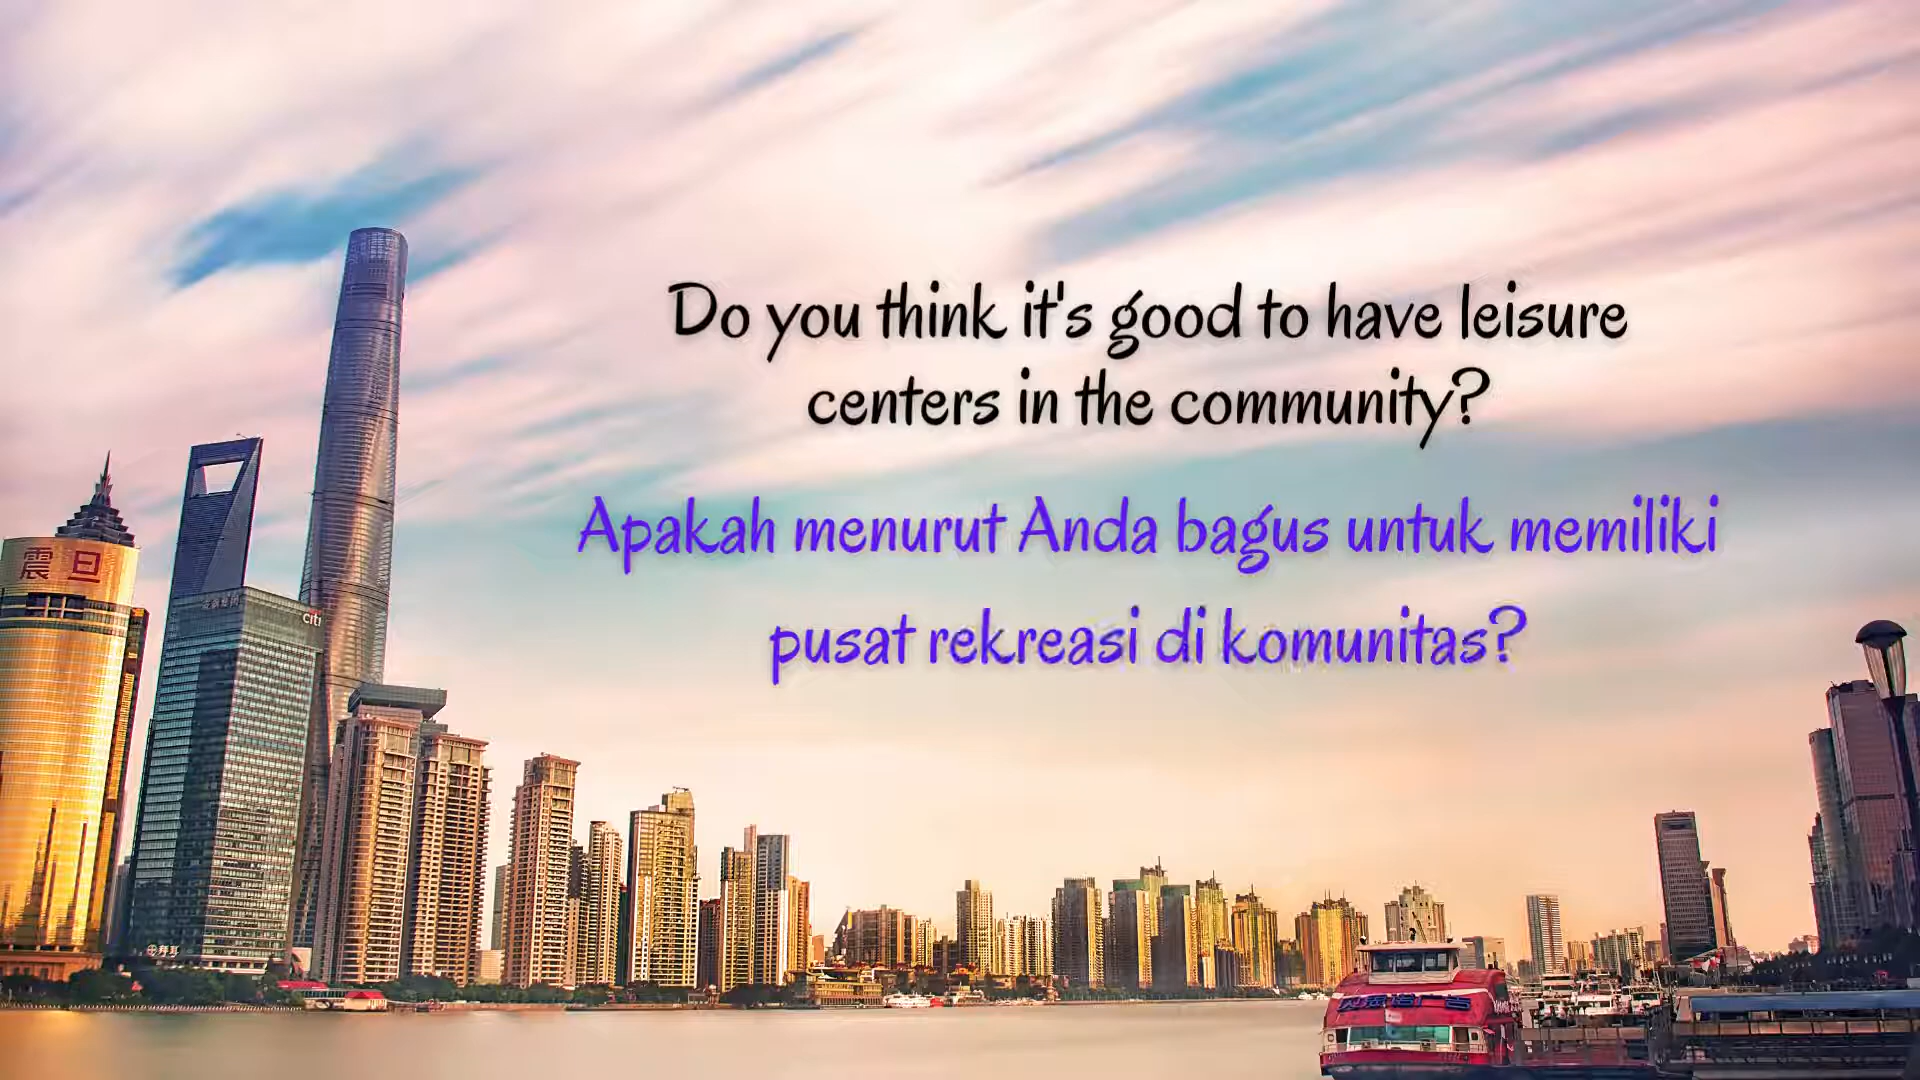 Do you think it's good to have leisure
centers in the community?
Apakah menurut Anda bagus untuk memiliki
pusat rekreasi di komunitas?
震旦
citi